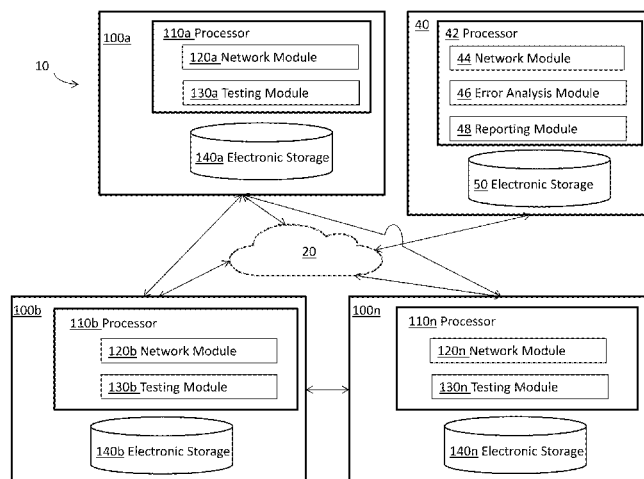 10
100a
110a Processor
120a Network Module
130a Testing Module
140a Electronic Storage
40
42 Processor
44 Network Module
46 Error Analysis Module
48 Reporting Module
50 Electronic Storage
20
100b
110b Processor
120b Network Module
130b Testing Module
140b Electronic Storage
100n
110n Processor
120n Network Module
130n Testing Module
140n Electronic Storage